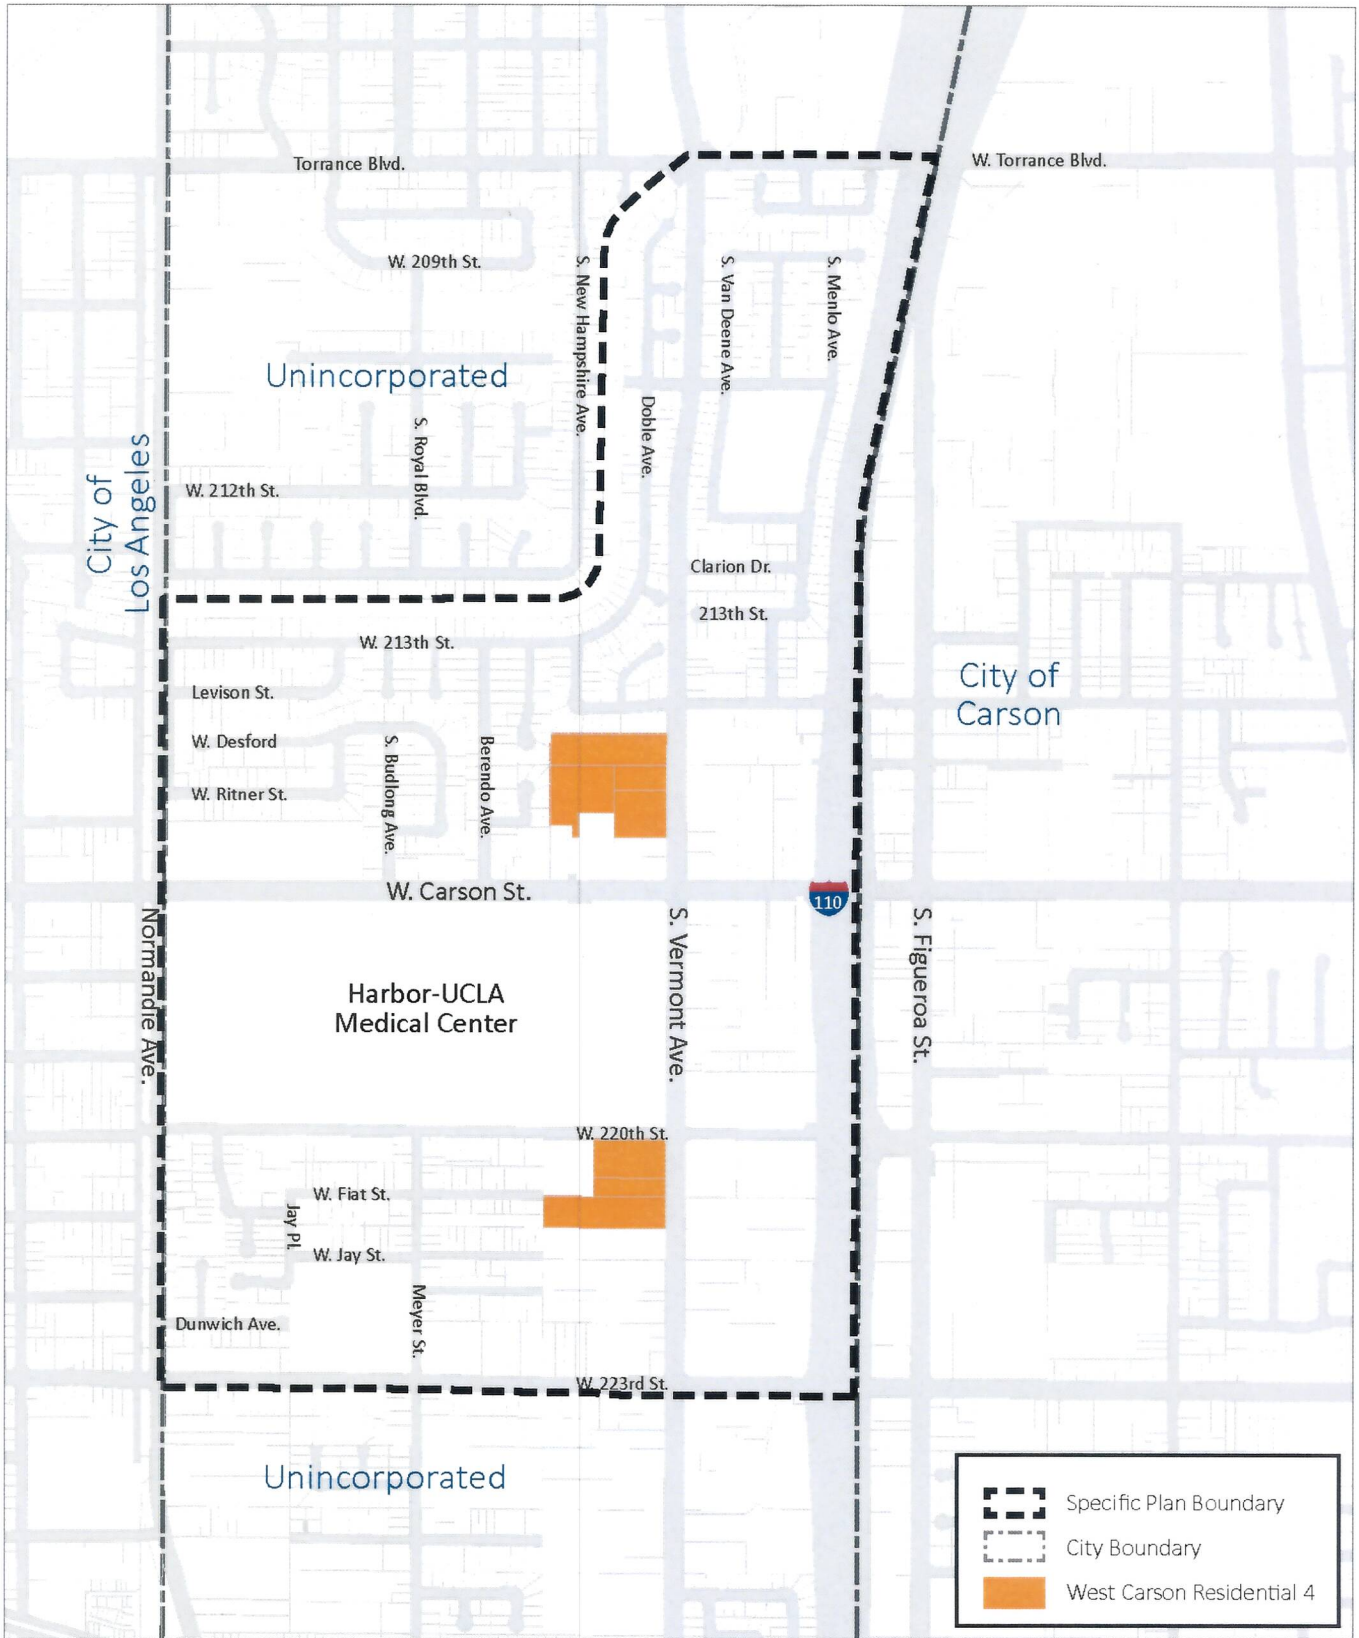 Torrance Blvd.
W. Torrance Blvd.
W. 209th St.
S. New Hampshire Ave.
S. Van Deene Ave.
S. Menlo Ave.
Unincorporated
Doble Ave.
S. Royal Blvd.
City of
Los Angeles
W. 212th St.
Clarion Dr.
213th St.
W. 213th St.
City of
Carson
Levison St.
W. Desford
S. Budlong Ave.
Berendo Ave.
W. Ritner St.
W. Carson St.
110
Normandie Ave.
S. Vermont Ave.
S. Figueroa St.
Harbor-UCLA
Medical Center
W. 220th St.
W. Fiat St.
Jay Pl.
W. Jay St.
Meyer St.
Dunwich Ave.
W. 223rd St.
Unincorporated
Specific Plan Boundary
City Boundary
West Carson Residential 4